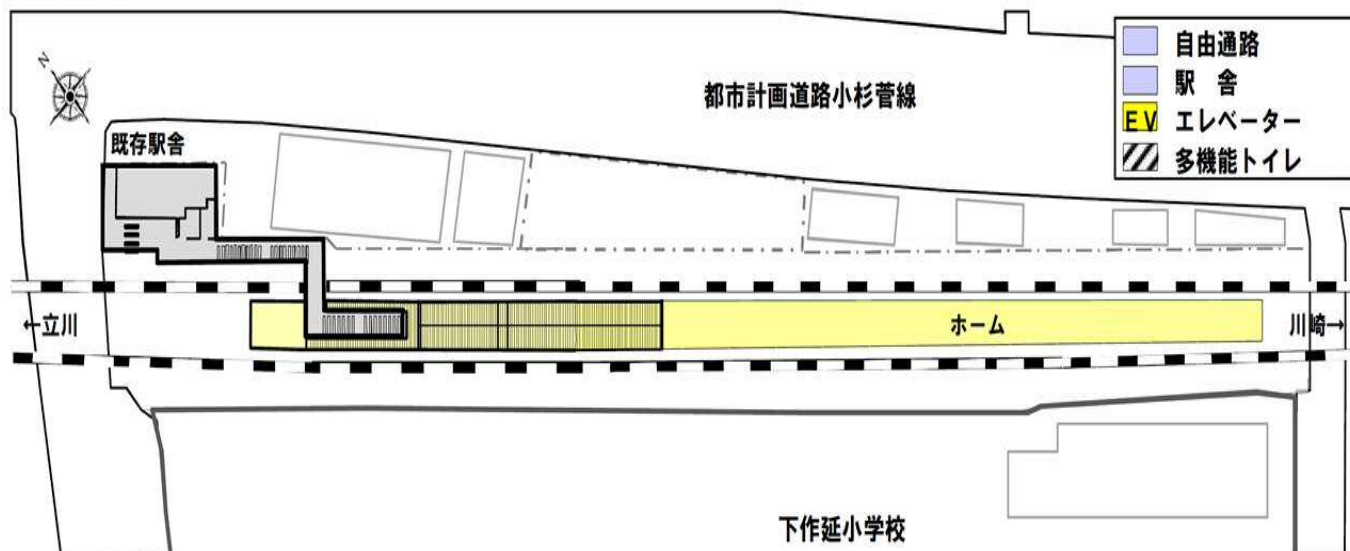 自由通路
駅 舎
EV エレベーター
多機能トイレ
都市計画道路小杉菅線
N
既存駅舎
←立川
ホーム
川崎→
下作延小学校